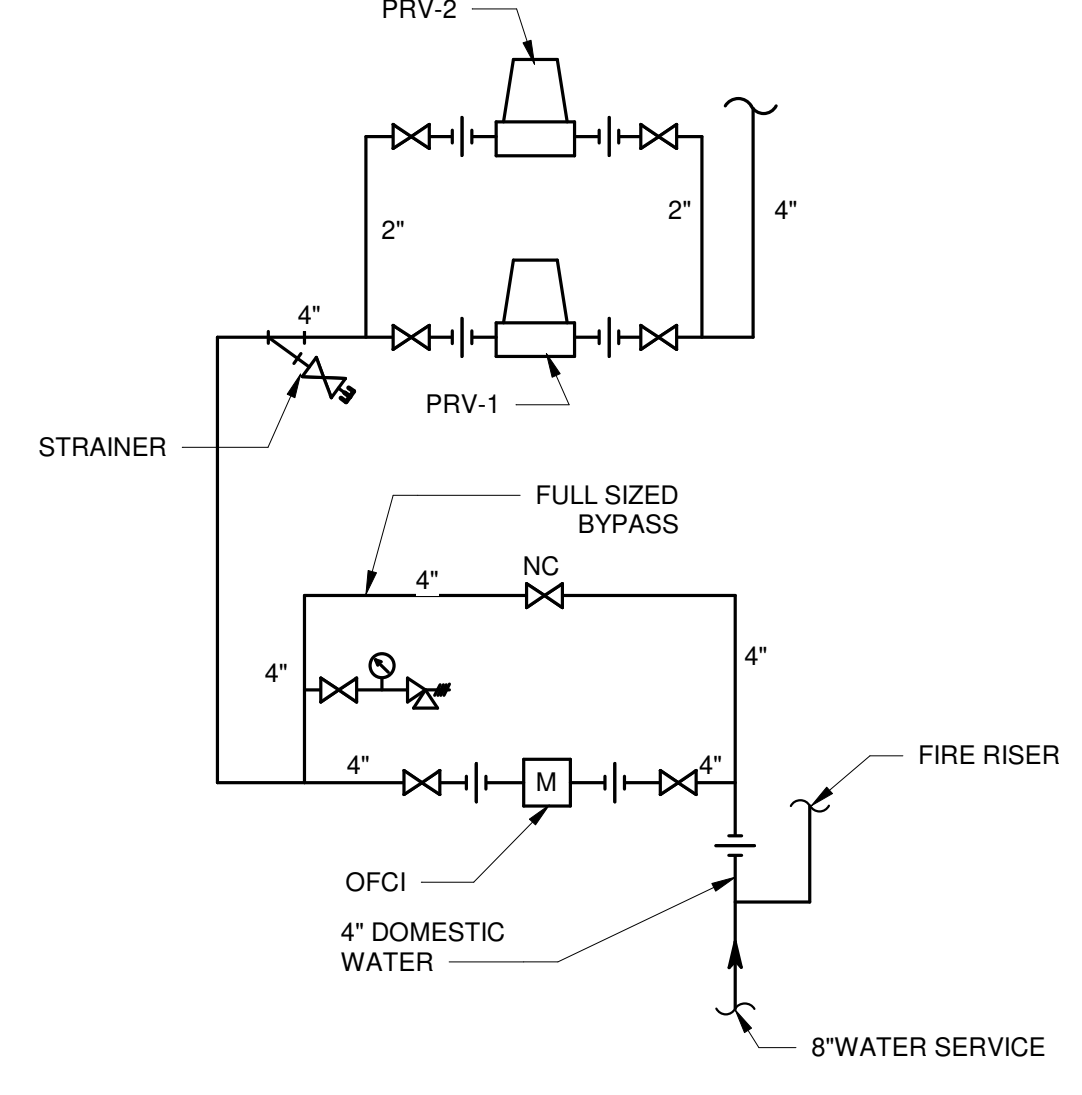 PRV-2
2"
2"
4"
4"
PRV-1
STRAINER
FULL SIZED
BYPASS
NC
4"
4"
4"
4"
M
4"
FIRE RISER
OFCI
4" DOMESTIC
WATER
8"WATER SERVICE